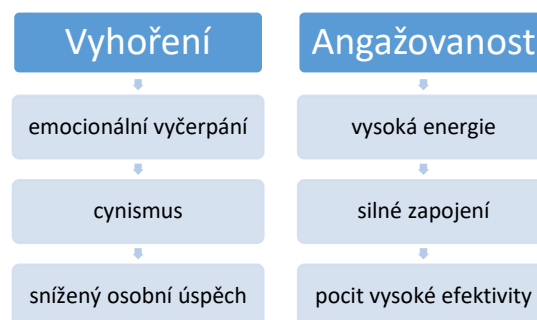 Vyhoření
emocionální vyčerpání
cynismus
snížený osobní úspěch
Angažovanost
vysoká energie
silné zapojení
pocit vysoké efektivity